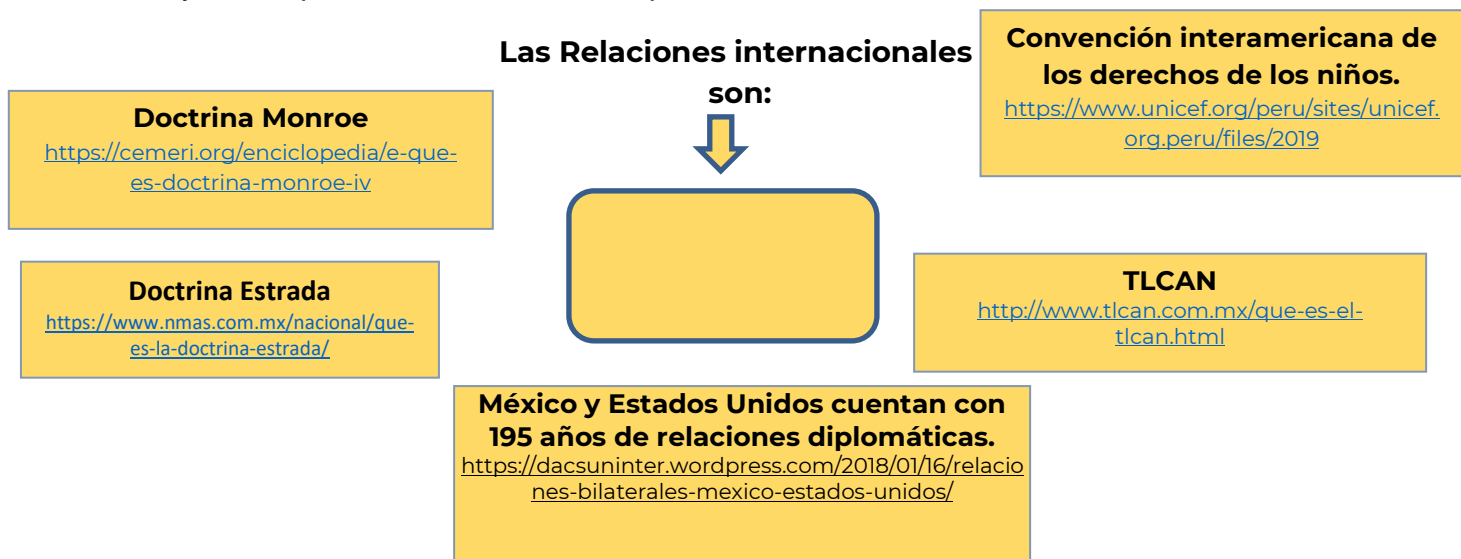 Las Relaciones internacionales
son:
Convención interamericana de
los derechos de los niños.
https://www.unicef.org/peru/sites/unicef.
org.peru/files/2019
Doctrina Monroe
https://cemeri.org/enciclopedia/e-que-
es-doctrina-monroe-iv
Doctrina Estrada
https://www.nmas.com.mx/nacional/que-
es-la-doctrina-estrada/
TLCAN
http://www.tlcan.com.mx/que-es-el-
tlcan.html
México y Estados Unidos cuentan con
195 años de relaciones diplomáticas.
https://dacsuninter.wordpress.com/2018/01/16/relacio
nes-bilaterales-mexico-estados-unidos/